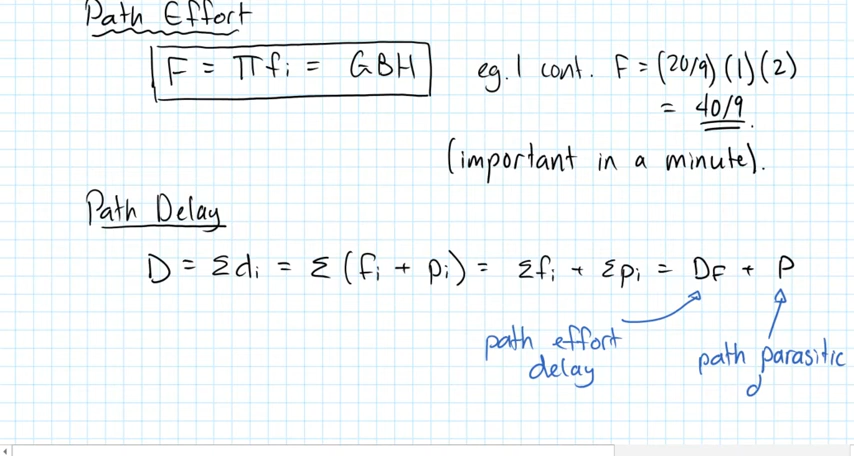 Path Effort
F = πfi = GBH
eg. 1 cont. F = (20/9)(1)(2)
= 40/9
(important in a minute).
Path Delay
D = Σdi = Σ(fi + pi) = Σfi + Σpi = DF + P
path effort
delay
path parasitic
d